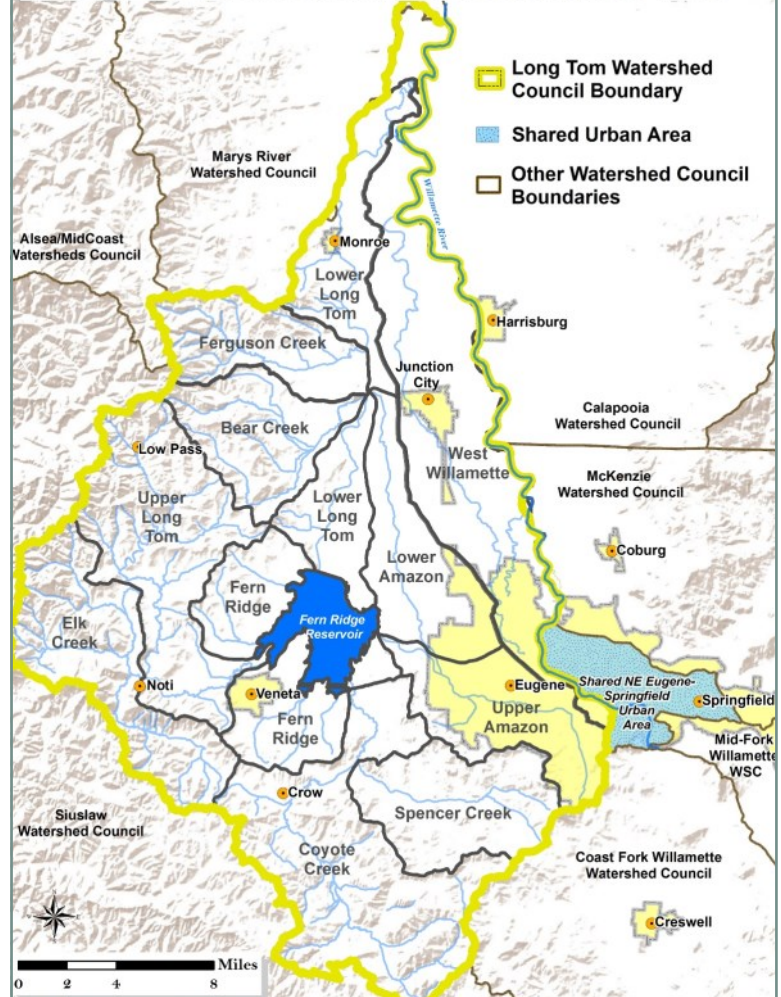 Long Tom Watershed
Council Boundary
Shared Urban Area
Other Watershed Council
Boundaries
Marys River
Watershed Council
Willamette River
Alsea/MidCoast
Watersheds Council
Monroe
Lower
Long
Tom
Harrisburg
Ferguson Creek
Junction
City
Calapooia
Watershed Council
Bear Creek
Low Pass
West
Willamette
McKenzie
Watershed Council
Upper
Long
Tom
Lower
Long
Tom
Coburg
Lower
Amazon
Fern
Ridge
Fern Ridge
Reservoir
Elk
Creek
Noti
Veneta
Eugene
Shared NE Eugene-
Springfield
Urban
Area
Springfield
Fern
Ridge
Upper
Amazon
Mid-Fork
Willamette
WSC
Crow
Siuslaw
Watershed Council
Spencer Creek
Coyote
Creek
Coast Fork Willamette
Watershed Council
Creswell
Miles
0 2 4 8